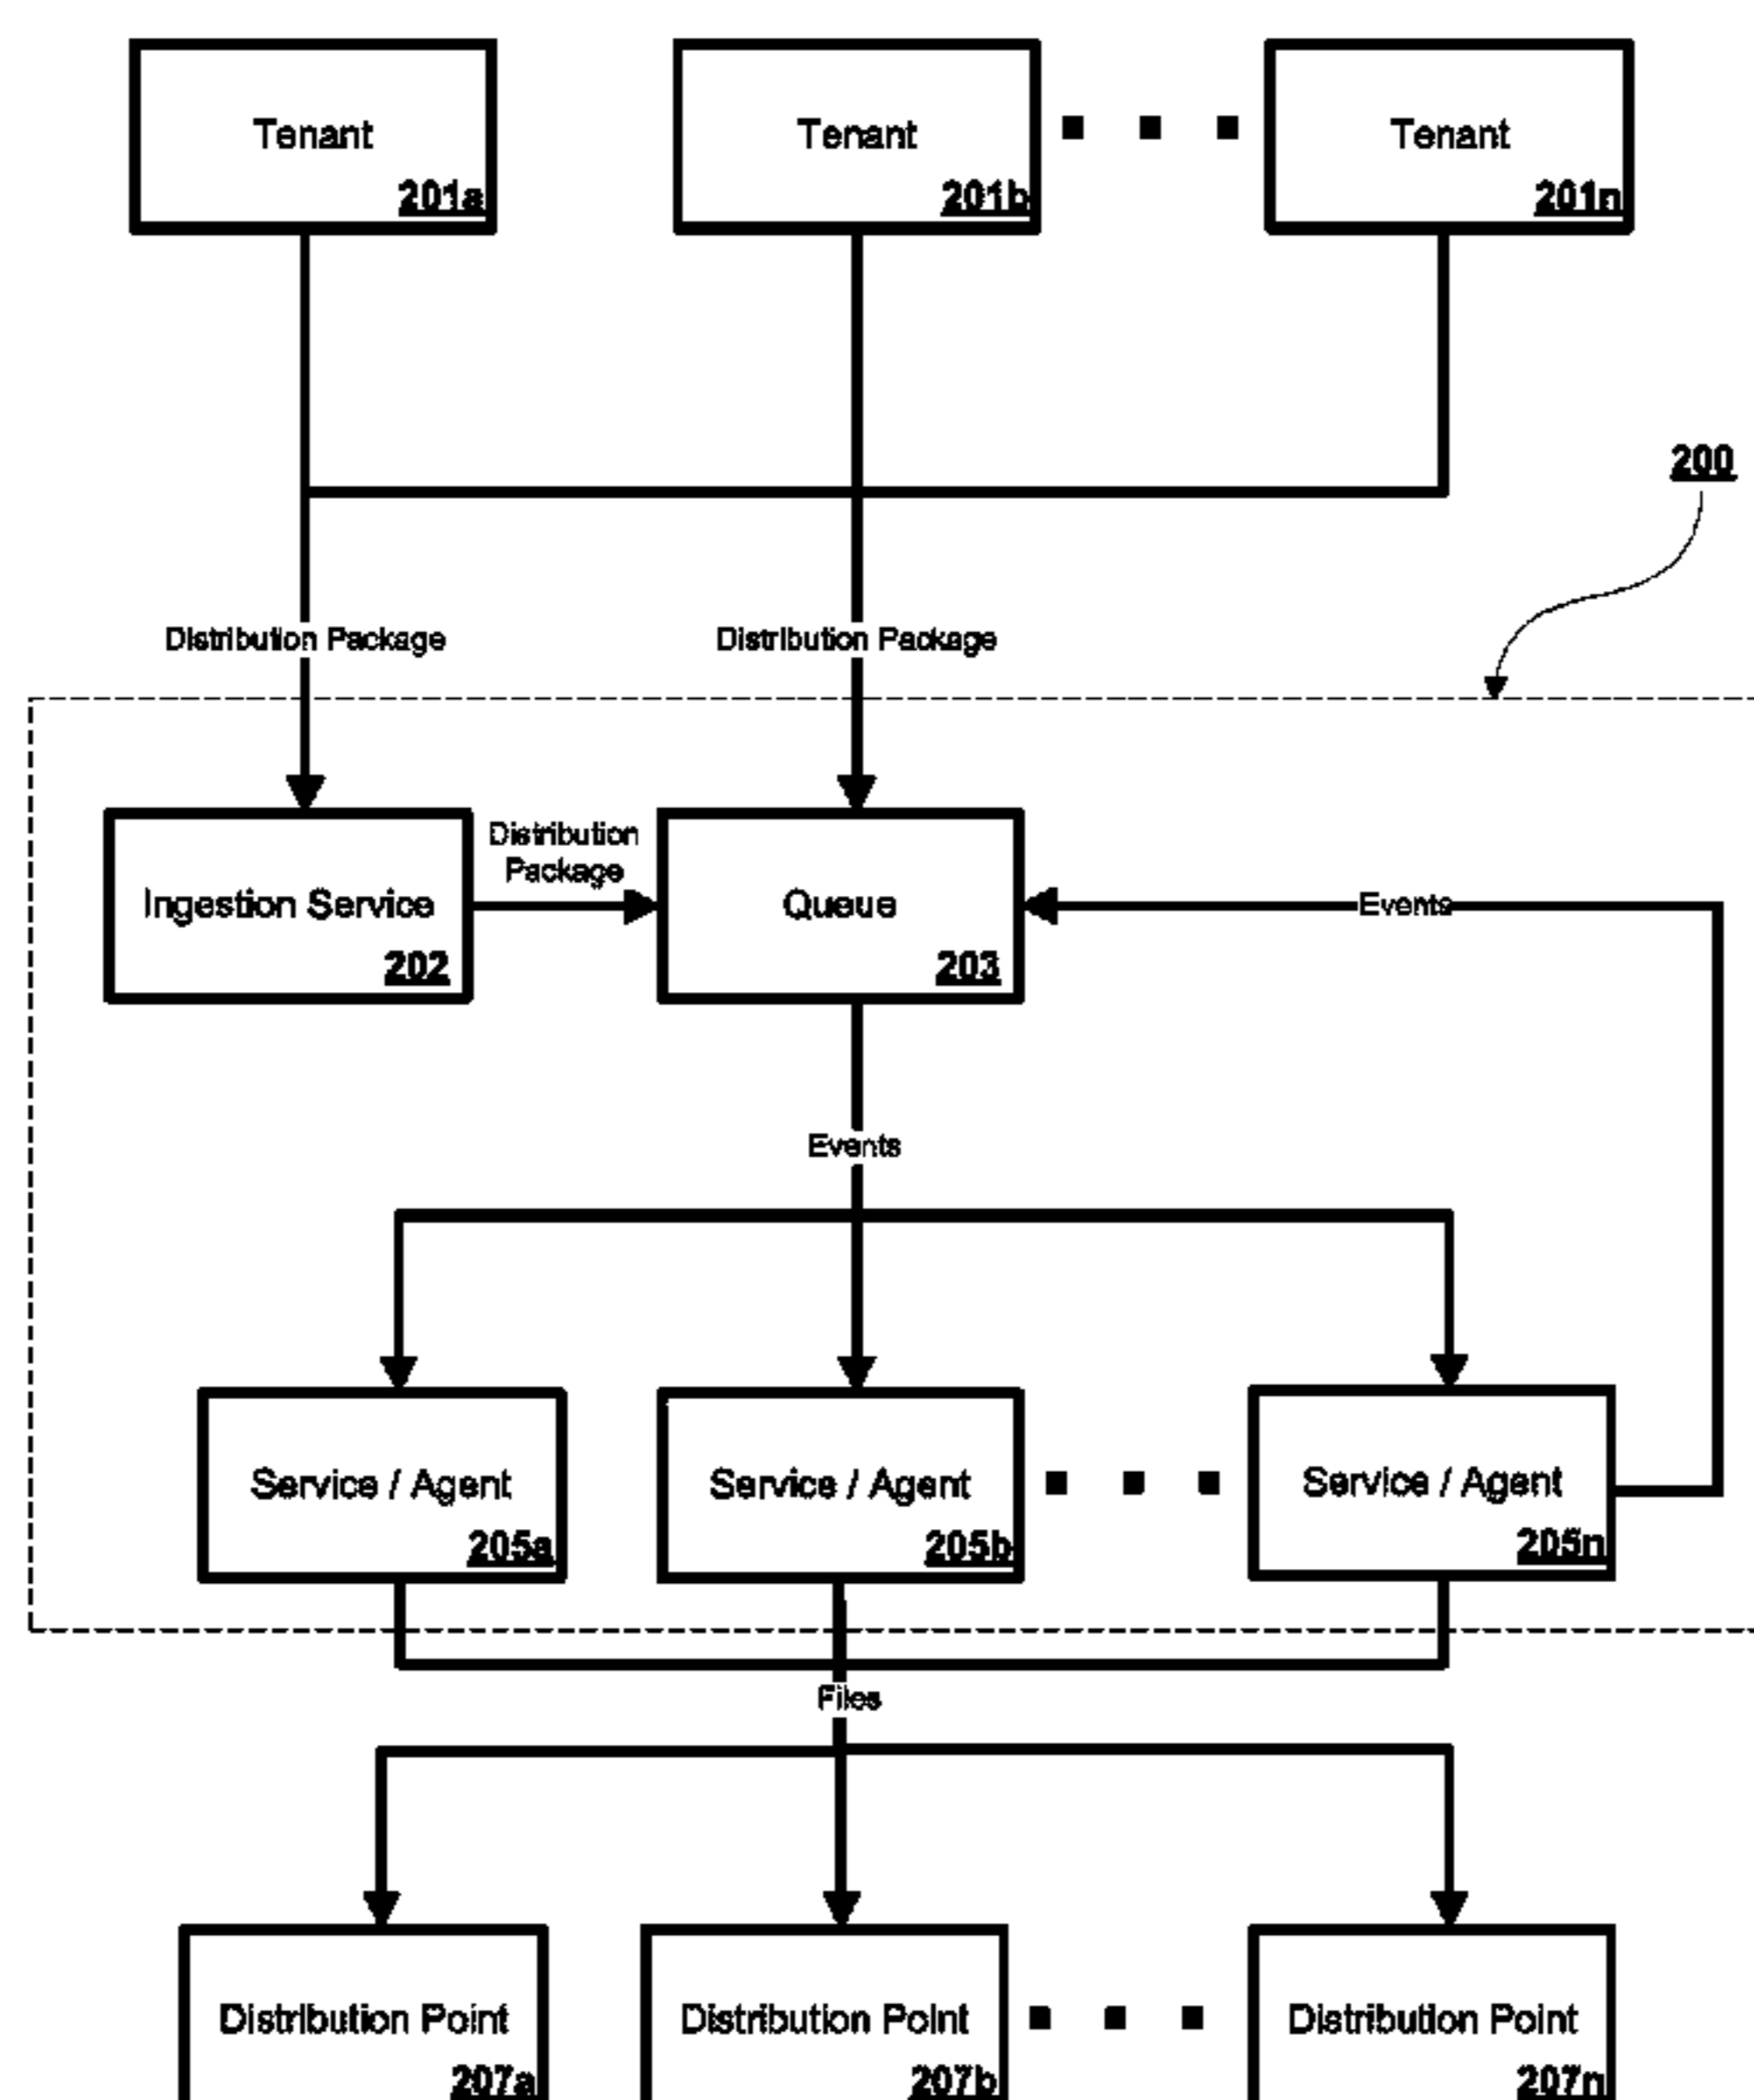 Tenant
201a
Tenant
201b
Tenant
201n
200
Distribution Package
Distribution Package
Ingestion Service
202
Distribution
Package
Queue
203
Events
Events
Service / Agent
205a
Service / Agent
205b
Service / Agent
205n
Files
Distribution Point
207a
Distribution Point
207b
Distribution Point
207n